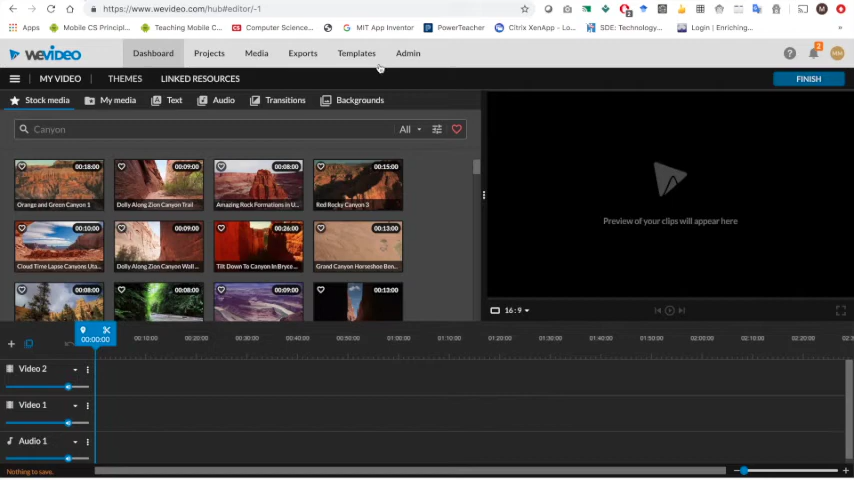 https://www.wevideo.com/hub#editor/-1
Apps Mobile CS Principl... Teaching Mobile C... Computer Science... MIT App Inventor PowerTeacher Citrix XenApp - Lo... SDE: Technology... Login | Enriching... »
WEVIDEO Dashboard Projects Media Exports Templates Admin ? 2 MM
MY VIDEO THEMES LINKED RESOURCES FINISH
Stock media My media Text Audio Transitions Backgrounds
Canyon All
00:18:00 00:09:00 00:08:00 00:15:00
Orange and Green Canyon 1 Dolly Along Zion Canyon Trail Amazing Rock Formations in U... Red Rocky Canyon 3
00:10:00 00:09:00 00:26:00 00:13:00
Cloud Time Lapse Canyons Uta... Dolly Along Zion Canyon Wall ... Tilt Down To Canyon In Bryce... Grand Canyon Horseshoe Ben...
00:08:00 00:08:00 00:09:00 00:12:00
Preview of your clips will appear here
16:9
00:00:00 00:10:00 00:20:00 00:30:00 00:40:00 00:50:00 01:00:00 01:10:00 01:20:00 01:30:00 01:40:00 01:50:00 02:00:00 02:10:00 02:20:00 02:3
Video 2
Video 1
Audio 1
Nothing to save.